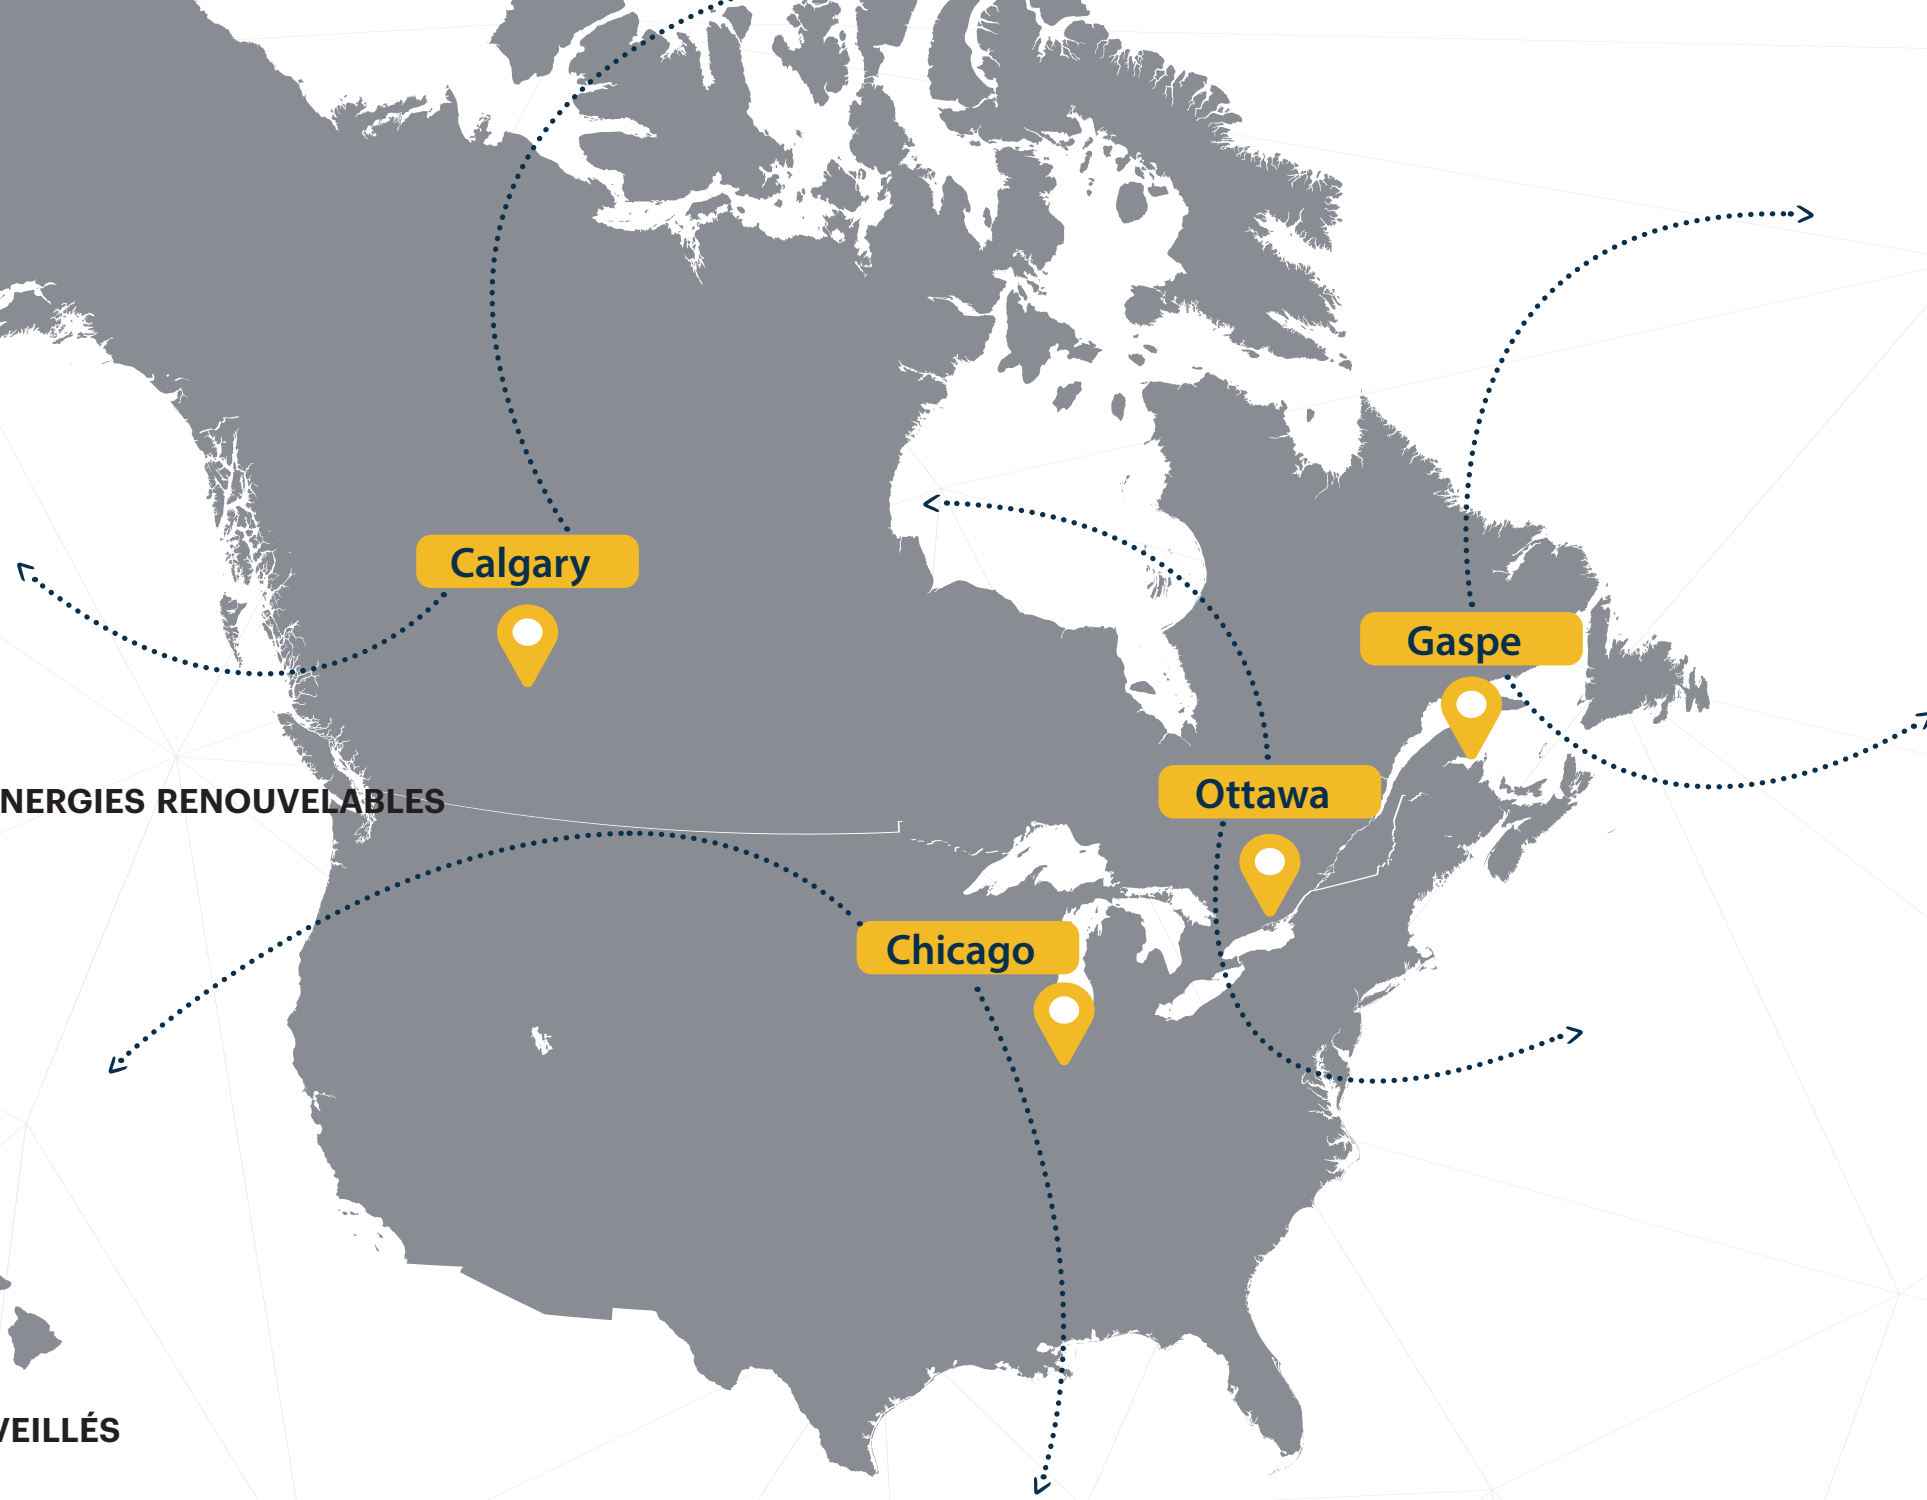 Calgary
Gaspe
Ottawa
NERGIES RENOUVELABLES
Chicago
VEILLÉS